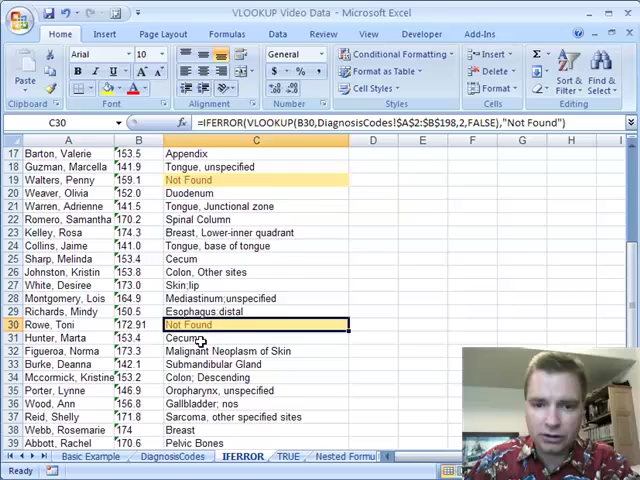 VLOOKUP Video Data - Microsoft Excel
Home Insert Page Layout Formulas Data Review View Developer Add-Ins
Paste
Clipboard
Arial 10
B I U
Font
Alignment
General
$ % ,
Number
Conditional Formatting
Format as Table
Cell Styles
Styles
Insert
Delete
Format
Cells
Σ
Sort & Filter
Find & Select
Editing
C30 fx =IFERROR(VLOOKUP(B30,DiagnosisCodes!$A$2:$B$198,2,FALSE),"Not Found")
A B C D E F G
17 Barton, Valerie 153.5 Appendix
18 Guzman, Marcella 141.9 Tongue, unspecified
19 Walters, Penny 159.1 Not Found
20 Weaver, Olivia 152.0 Duodenum
21 Warren, Adrienne 141.5 Tongue, Junctional zone
22 Romero, Samantha 170.2 Spinal Column
23 Kelley, Rosa 174.3 Breast, Lower-inner quadrant
24 Collins, Jaime 141.0 Tongue, base of tongue
25 Sharp, Melinda 153.4 Cecum
26 Johnston, Kristin 153.8 Colon, Other sites
27 White, Desiree 173.0 Skin;lip
28 Montgomery, Lois 164.9 Mediastinum;unspecified
29 Richards, Mindy 150.5 Esophagus:distal
30 Rowe, Toni 172.91 Not Found
31 Hunter, Marta 153.4 Cecum
32 Figueroa, Norma 173.3 Malignant Neoplasm of Skin
33 Burke, Deanna 142.1 Submandibular Gland
34 Mccormick, Kristine 153.2 Colon; Descending
35 Porter, Lynne 146.9 Oropharynx, unspecified
36 Wood, Ann 156.8 Gallbladder; nos
37 Reid, Shelly 171.8 Sarcoma, other specified sites
38 Webb, Rosemarie 174 Breast
39 Abbott, Rachel 170.6 Pelvic Bones
Basic Example DiagnosisCodes IFERROR TRUE Nested Formu
Ready